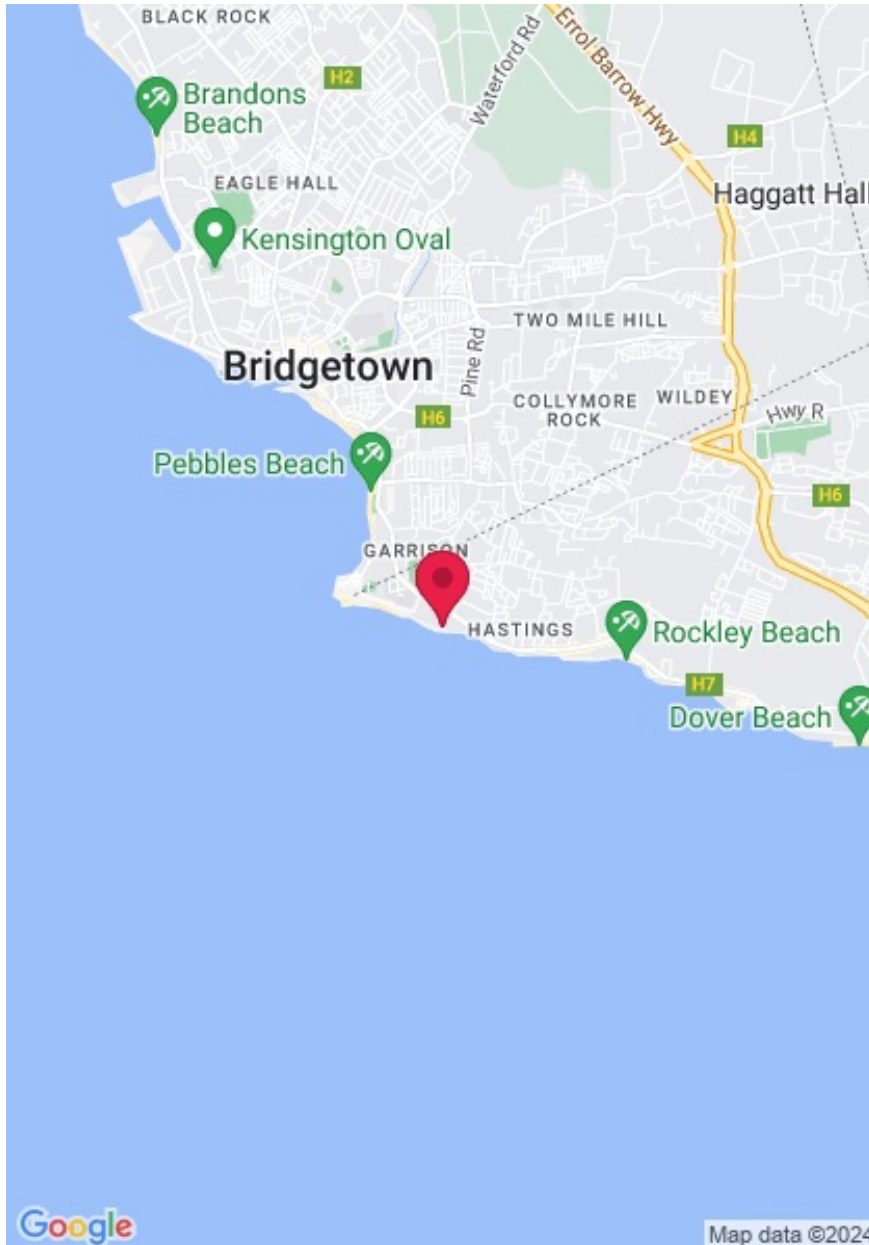 BLACK ROCK
Waterford Rd
Errol Barrow Hwy
H2
Brandons
Beach
H4
EAGLE HALL
Haggatt Hall
Kensington Oval
TWO MILE HILL
Pine Rd
Bridgetown
COLLYMORE
ROCK
WILDEY
Hwy R
H6
Pebbles Beach
H6
GARRISON
HASTINGS
Rockley Beach
H7
Dover Beach
Google
Map data ©2024